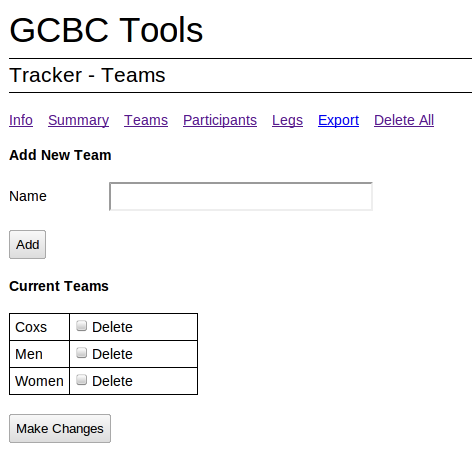 GCBC Tools
Tracker - Teams
Info Summary Teams Participants Legs Export Delete All
Add New Team
Name
Add
Current Teams
Coxs Delete
Men Delete
Women Delete
Make Changes